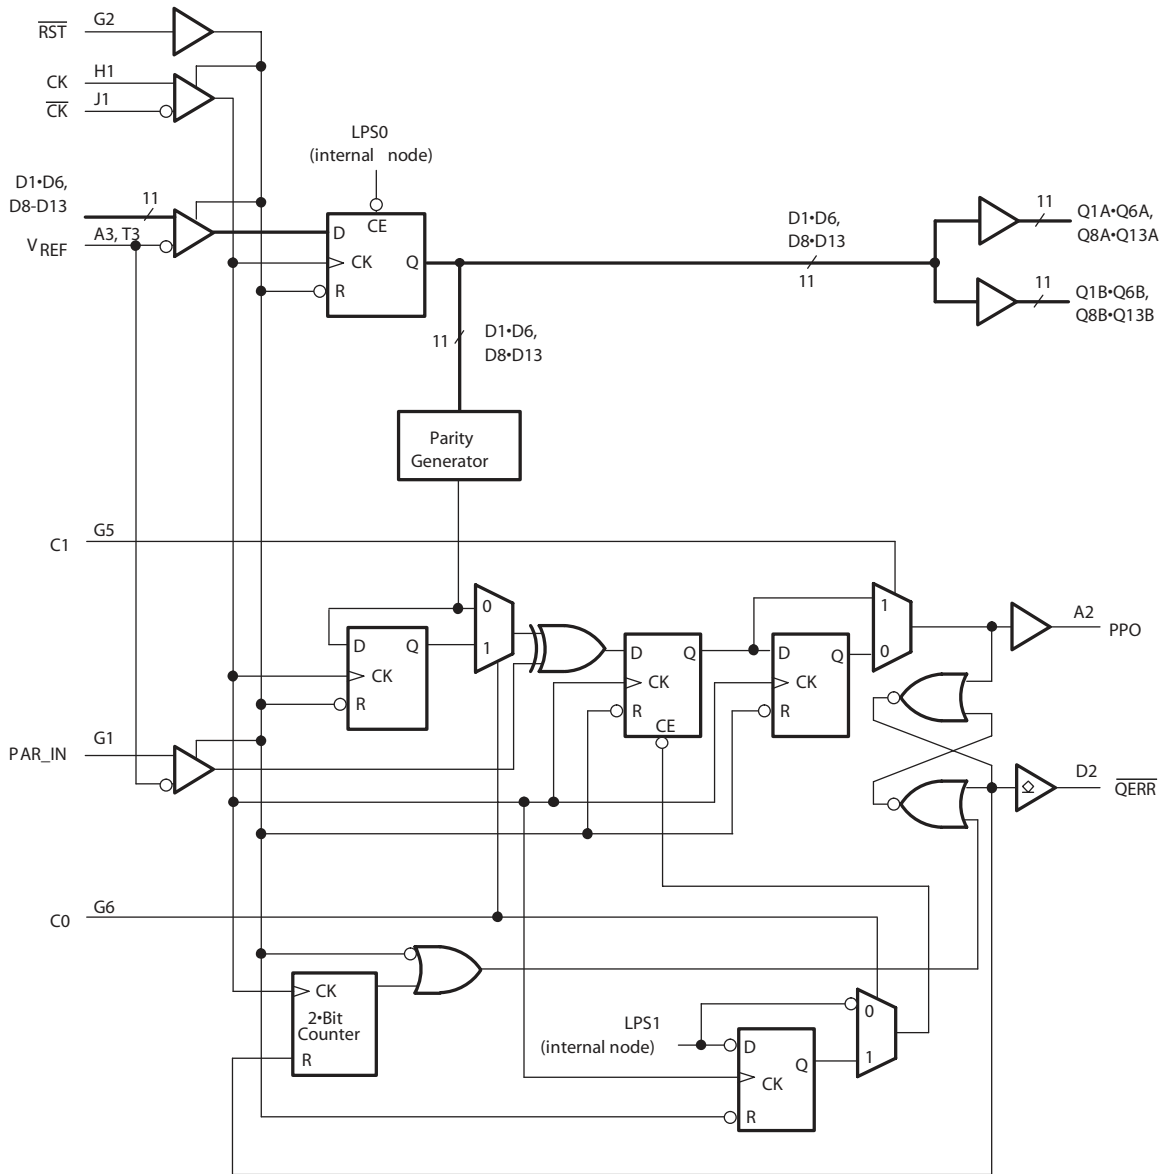 RST G2
CK H1
CK J1
LPS0
(internal node)
D1•D6,
D8-D13
11
VREF A3, T3
D
CE
CK
Q
R
D1•D6,
D8•D13
11
11
Q1A•Q6A,
Q8A•Q13A
11
Q1B•Q6B,
Q8B•Q13B
11
D1•D6,
D8•D13
Parity
Generator
C1 G5
0
1
D Q
CK
R
D Q
CK
R
CE
D Q
CK
R
1
0
A2
PPO
PAR_IN G1
D2
QERR
C0 G6
CK
2•Bit
Counter
R
LPS1
(internal node)
D
Q
CK
R
0
1